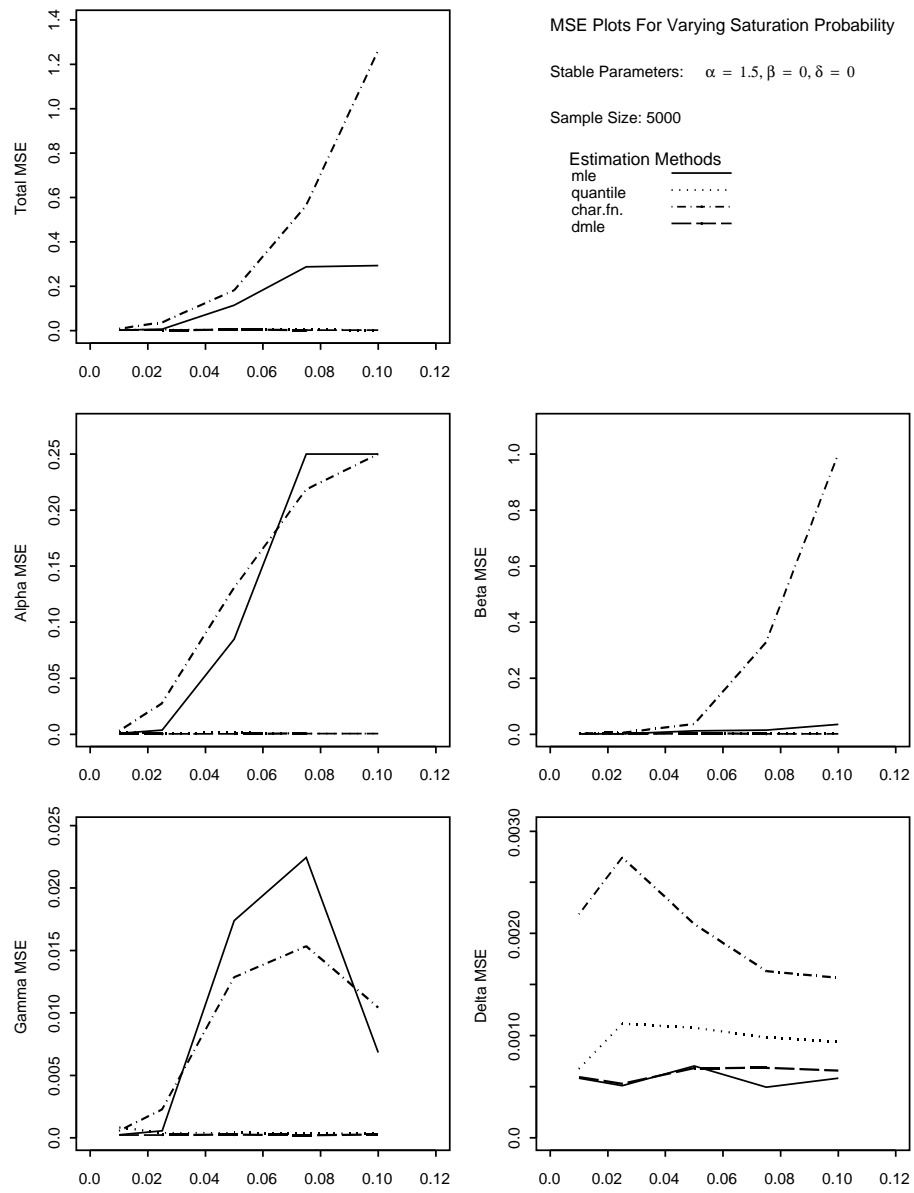 MSE Plots For Varying Saturation Probability
Stable Parameters: α = 1.5, β = 0, δ = 0
Sample Size: 5000
Estimation Methods
mle
quantile
char.fn.
dmle
Total MSE
0.0 0.2 0.4 0.6 0.8 1.0 1.2 1.4
0.0 0.02 0.04 0.06 0.08 0.10 0.12
Alpha MSE
0.0 0.05 0.10 0.15 0.20 0.25
0.0 0.02 0.04 0.06 0.08 0.10 0.12
Beta MSE
0.0 0.2 0.4 0.6 0.8 1.0
0.0 0.02 0.04 0.06 0.08 0.10 0.12
Gamma MSE
0.0 0.005 0.010 0.015 0.020 0.025
0.0 0.02 0.04 0.06 0.08 0.10 0.12
Delta MSE
0.0 0.0010 0.0020 0.0030
0.0 0.02 0.04 0.06 0.08 0.10 0.12